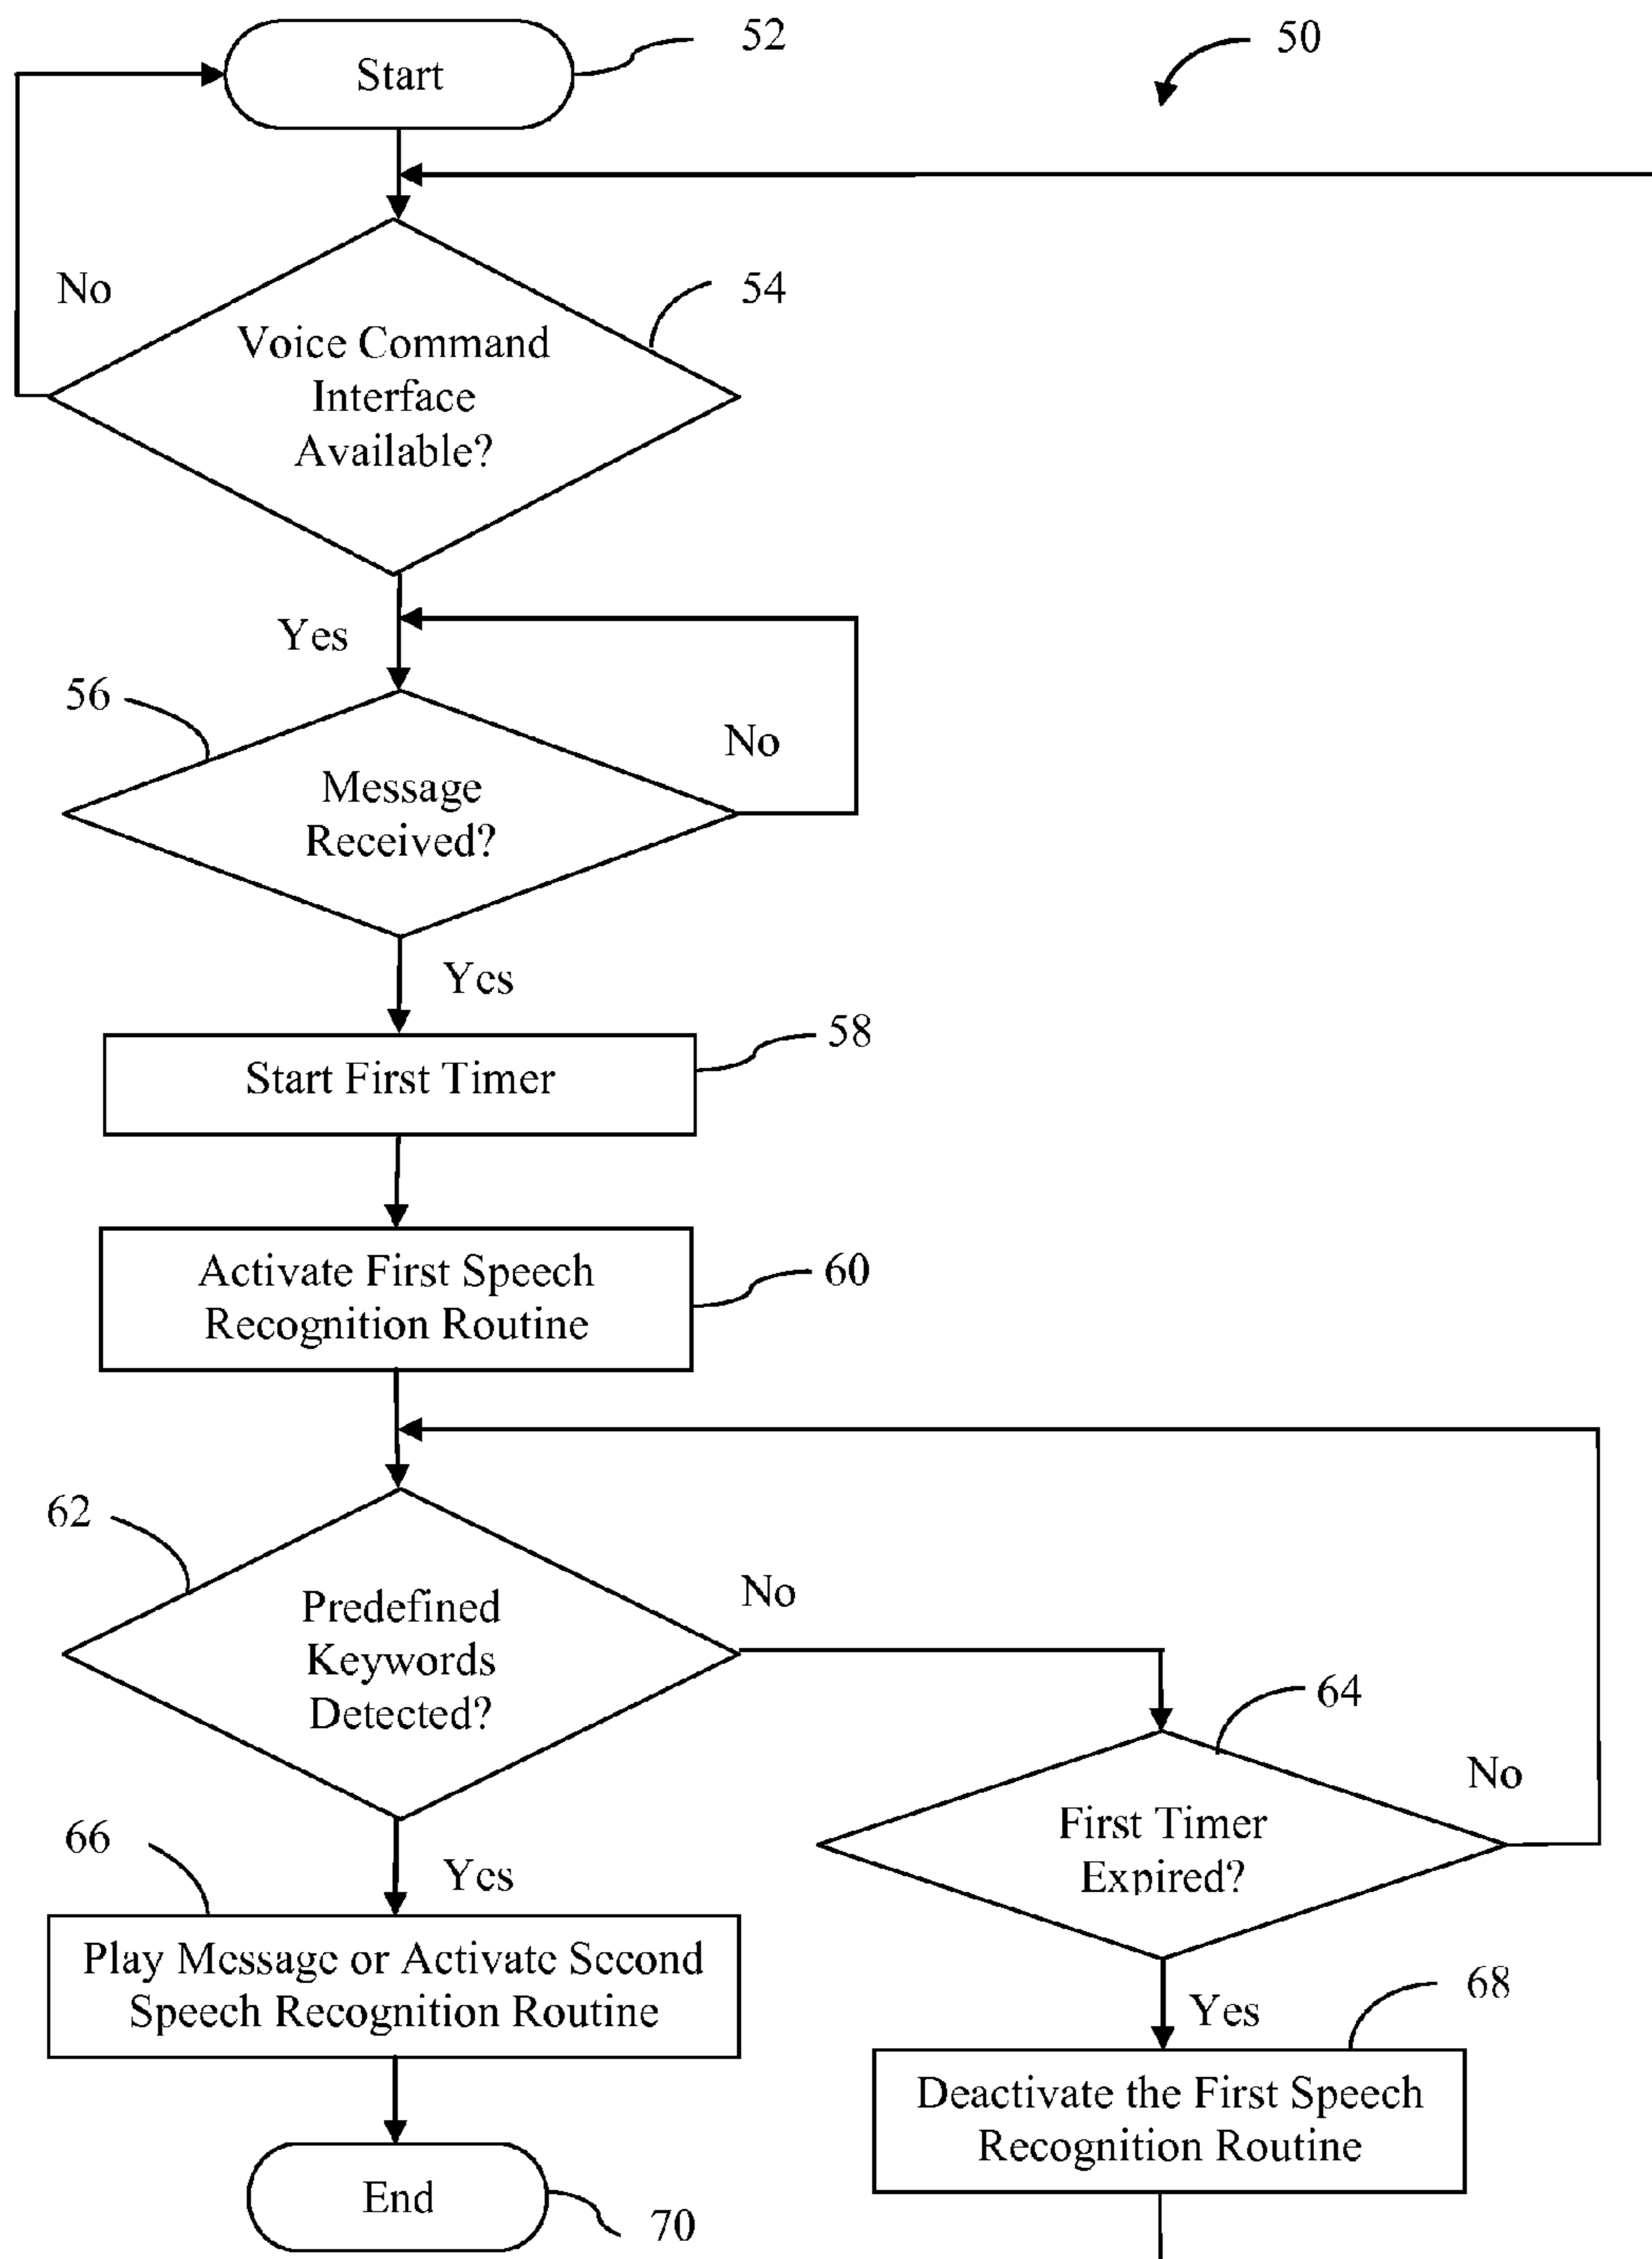 Start
52
50
No
Voice Command
Interface
Available?
54
Yes
56
No
Message
Received?
Yes
Start First Timer
58
Activate First Speech
Recognition Routine
60
62
Predefined
Keywords
Detected?
No
64
No
First Timer
Expired?
66
Yes
Play Message or Activate Second
Speech Recognition Routine
Yes
68
Deactivate the First Speech
Recognition Routine
End
70